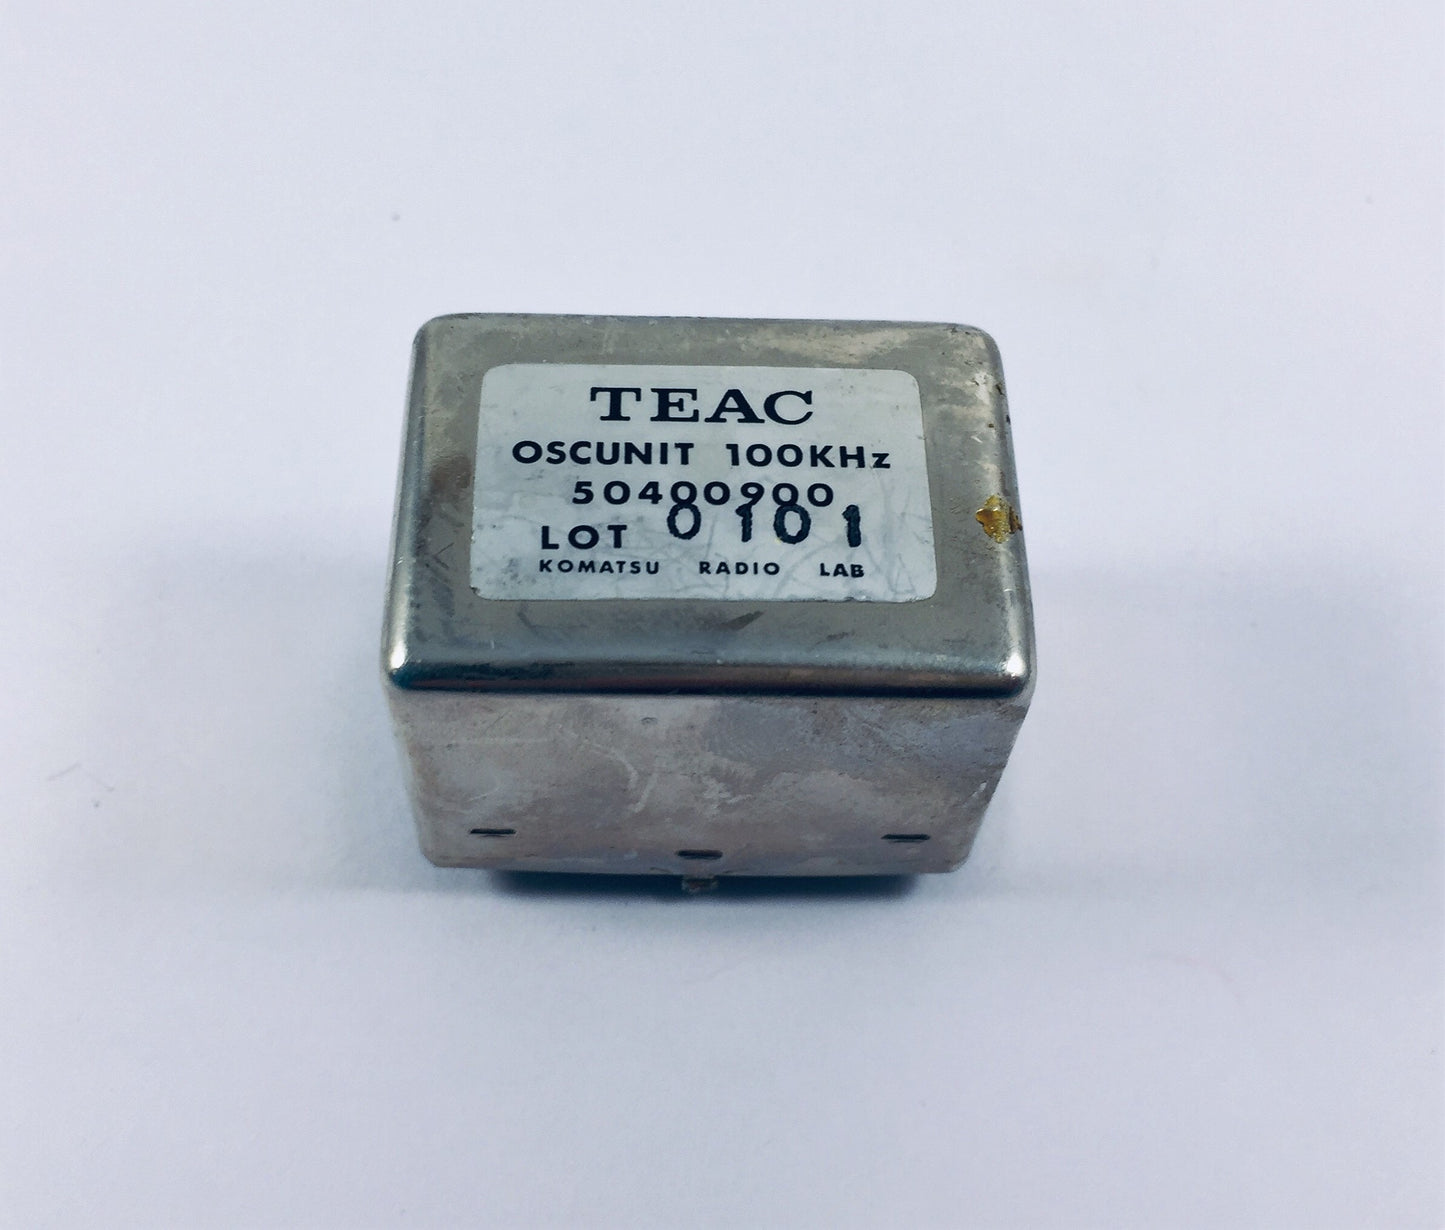 TEAC
OSCUNIT 100KHz
50400900
LOT 0101
KOMATSU RADIO LAB